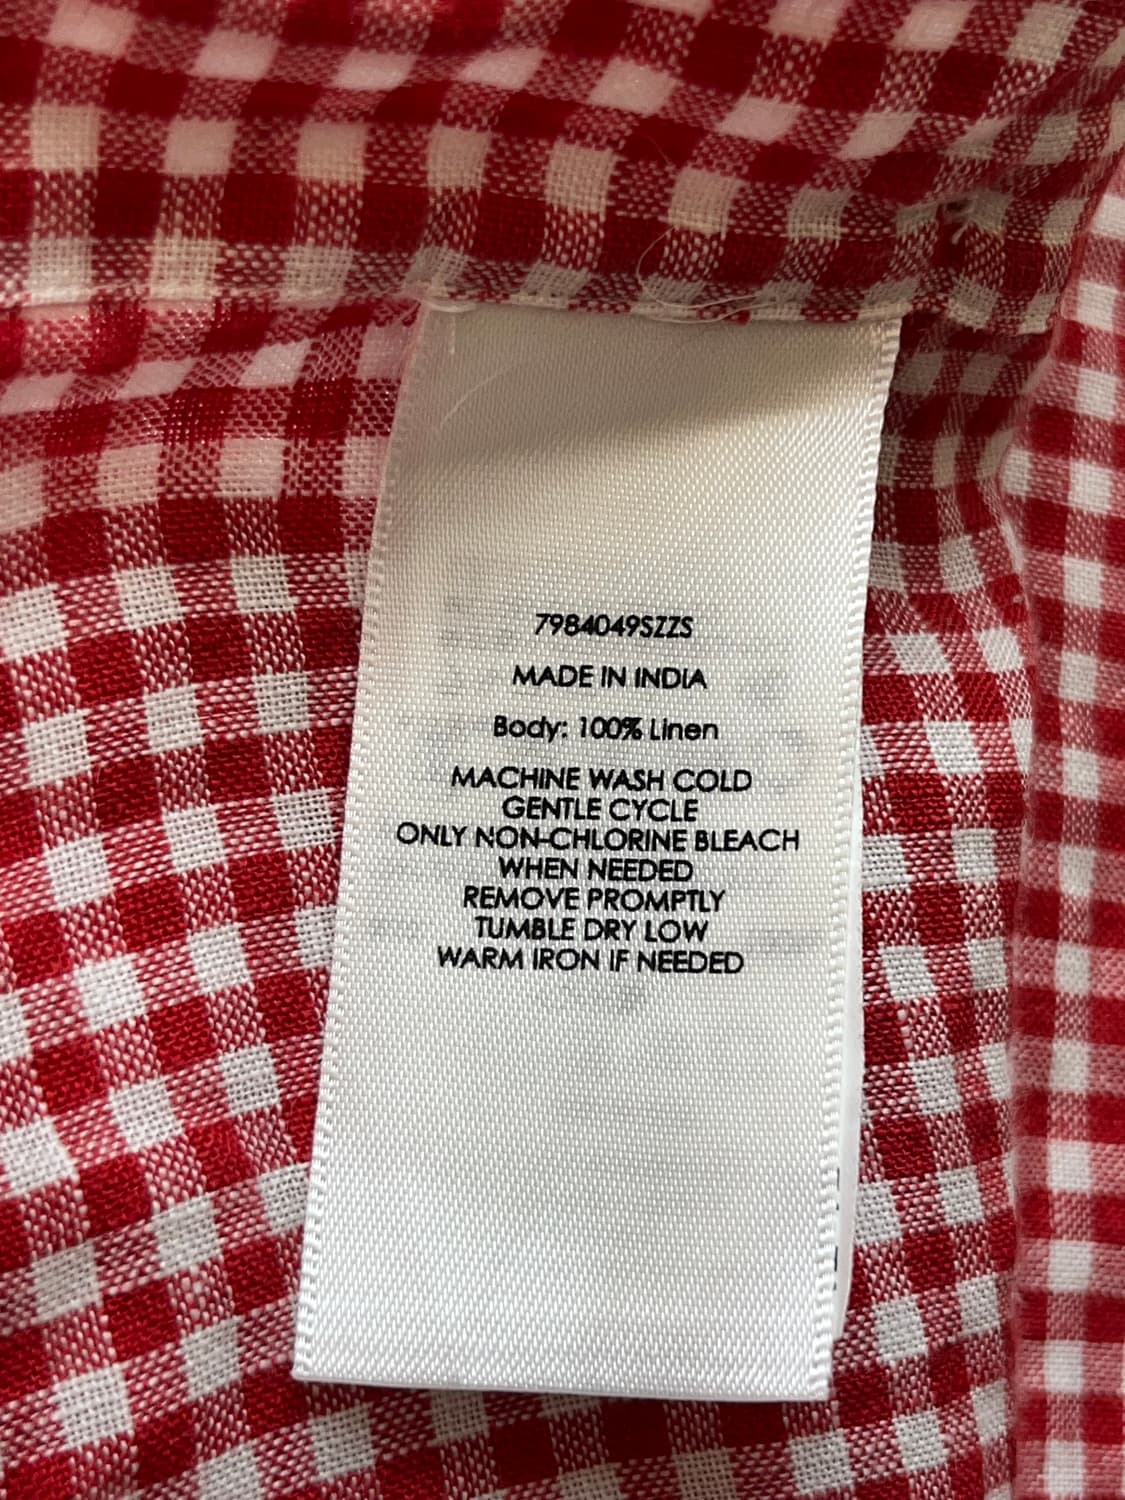 7984049SZZS
MADE IN INDIA
Body: 100% Linen
MACHINE WASH COLD
GENTLE CYCLE
ONLY NON-CHLORINE BLEACH
WHEN NEEDED
REMOVE PROMPTLY
TUMBLE DRY LOW
WARM IRON IF NEEDED